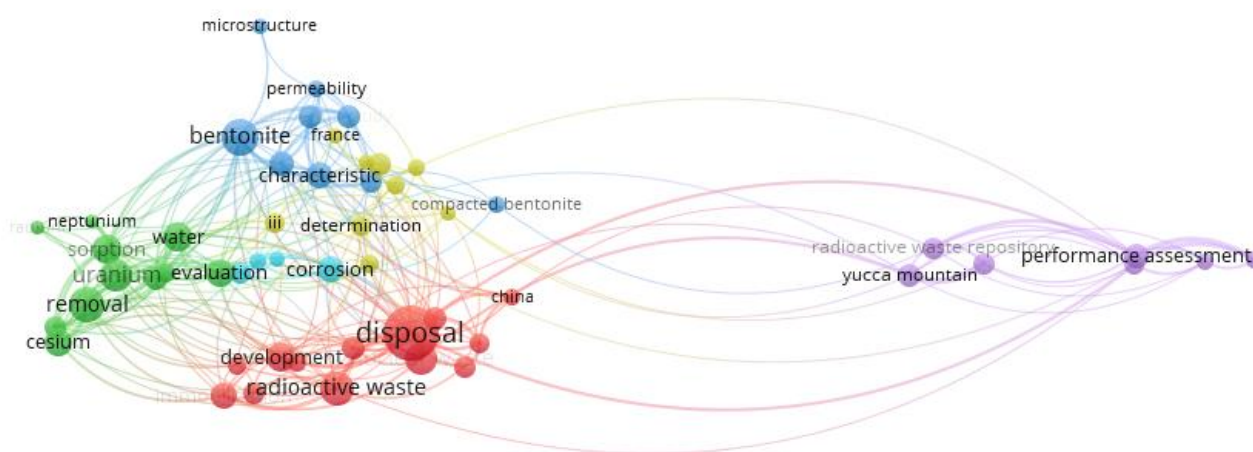 microstructure
permeability
bentonite
france
characteristic
compacted bentonite
neptunium
iii
determination
sorption
water
radioactive waste repository
performance assessment
uranium
evaluation
corrosion
yucca mountain
removal
china
disposal
cesium
development
radioactive waste